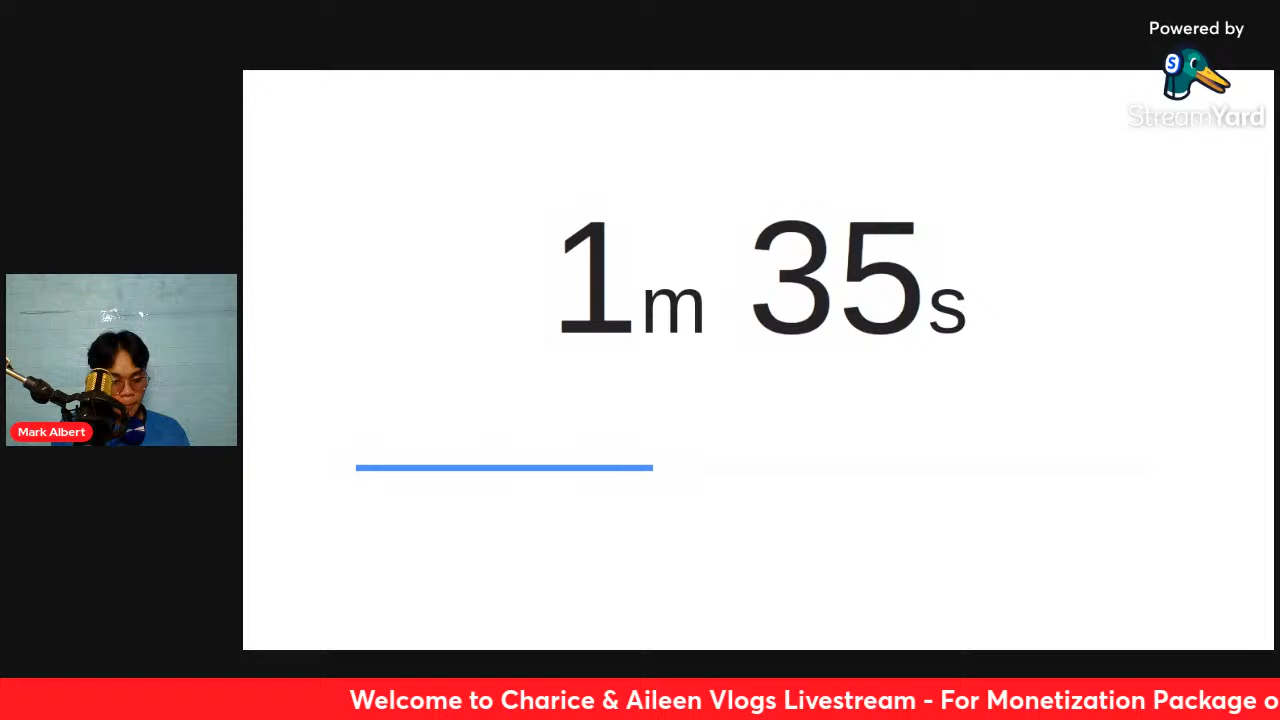 Powered by
S
StreamYard
1m 35s
Mark Albert
Welcome to Charice & Aileen Vlogs Livestream - For Monetization Package o